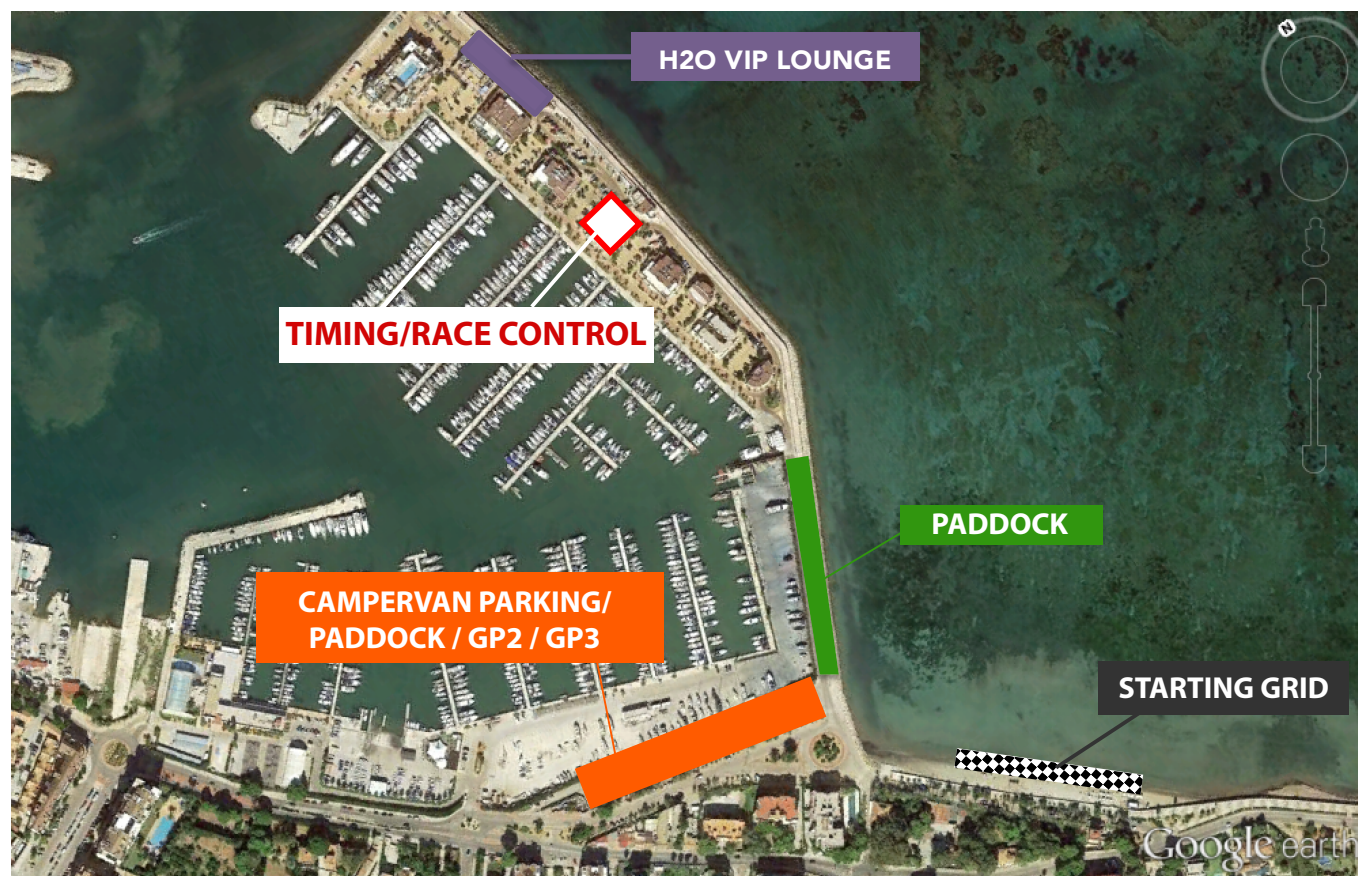 H2O VIP LOUNGE
TIMING/RACE CONTROL
PADDOCK
CAMPERVAN PARKING/
PADDOCK / GP2 / GP3
STARTING GRID
N
Google earth